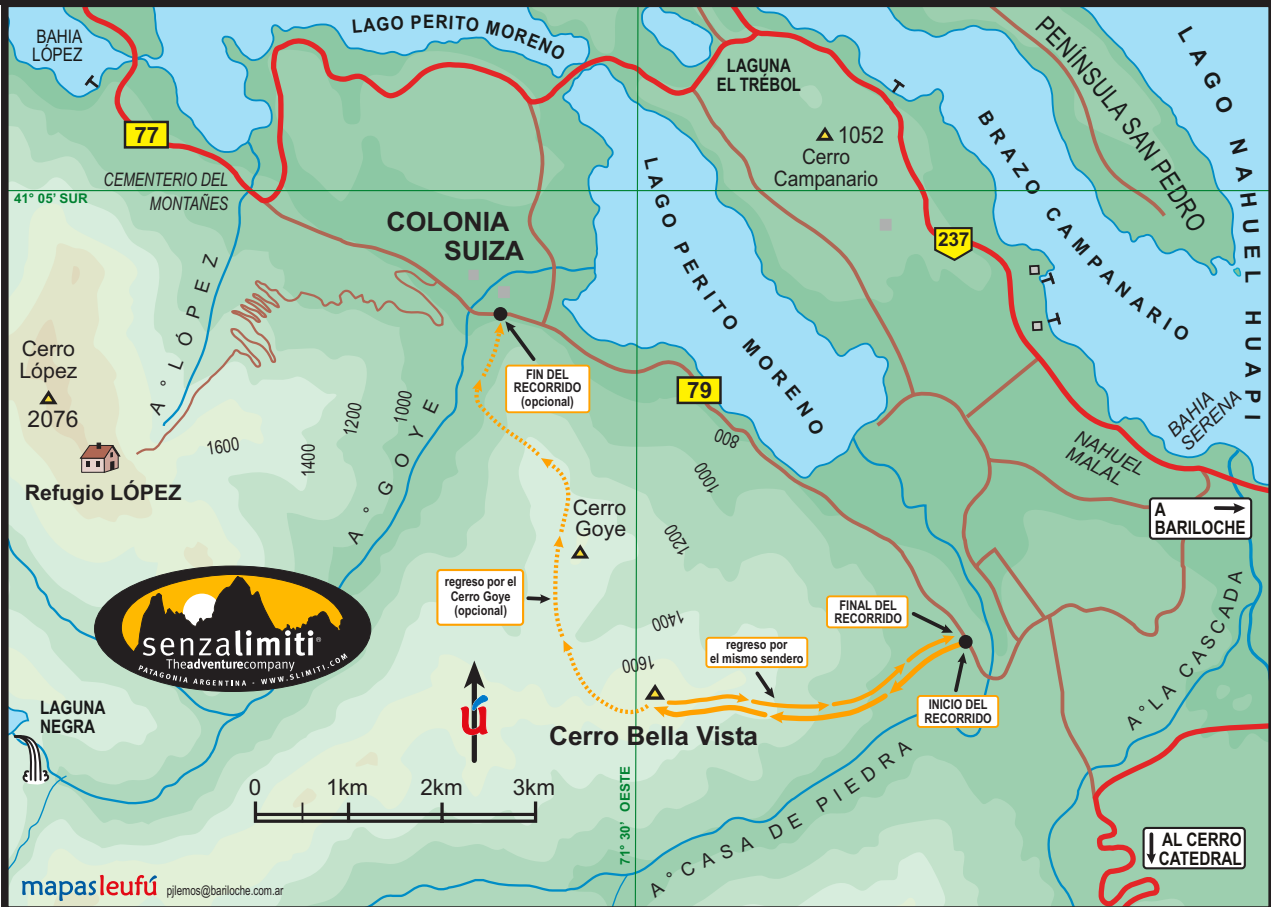 BAHIA
LÓPEZ
T
LAGO PERITO MORENO
LAGUNA
EL TRÉBOL
PENÍNSULA SAN PEDRO
LAGO NAHUEL HUAPI
T
BRAZO CAMPANARIO
77
1052
Cerro
Campanario
CEMENTERIO DEL
MONTAÑES
41° 05' SUR
COLONIA
SUIZA
LAGO PERITO MORENO
237
T
T
A° LÓPEZ
Cerro
López
2076
Refugio LÓPEZ
1600
1400
1200
1000
A° GOYE
FIN DEL
RECORRIDO
(opcional)
79
800
1000
1200
1400
1600
BAHIA
SERENA
NAHUEL
MALAL
A
BARILOCHE
Cerro
Goye
regreso por el
Cerro Goye
(opcional)
FINAL DEL
RECORRIDO
regreso por
el mismo sendero
INICIO DEL
RECORRIDO
Cerro Bella Vista
A° LA CASCADA
A° CASA DE PIEDRA
senzalimiti®
Theadventurecompany
PATAGONIA ARGENTINA - WWW.SLIMITI.COM
LAGUNA
NEGRA
ú
0 1km 2km 3km
71° 30' OESTE
AL CERRO
CATEDRAL
mapasleufú pjlemos@bariloche.com.ar